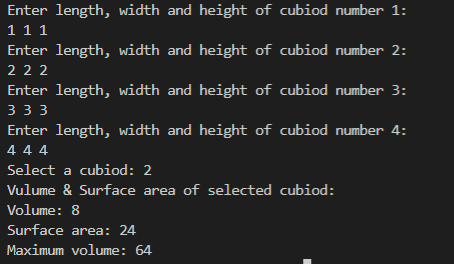 Enter length, width and height of cubiod number 1:
1 1 1
Enter length, width and height of cubiod number 2:
2 2 2
Enter length, width and height of cubiod number 3:
3 3 3
Enter length, width and height of cubiod number 4:
4 4 4
Select a cubiod: 2
Vulume & Surface area of selected cubiod:
Volume: 8
Surface area: 24
Maximum volume: 64